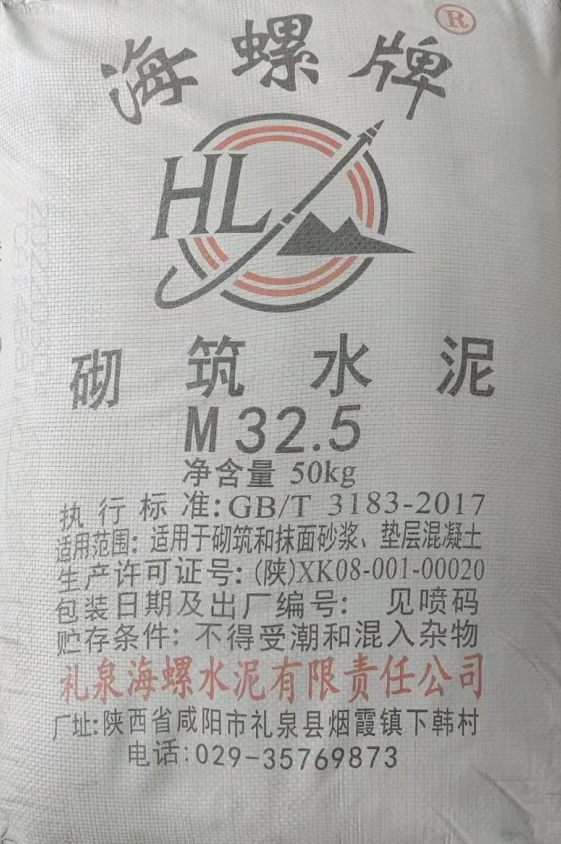 海螺牌®
HL
砌筑水泥
M32.5
净含量 50kg
执行标准:GB/T 3183-2017
适用范围:适用于砌筑和抹面砂浆、垫层混凝土
生产许可证号:(陕)XK08-001-00020
包装日期及出厂编号: 见喷码
贮存条件:不得受潮和混入杂物
礼泉海螺水泥有限责任公司
厂址:陕西省咸阳市礼泉县烟霞镇下韩村
电话:029-35769873